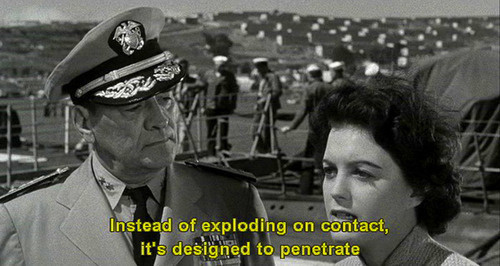 Instead of exploding on contact,
it's designed to penetrate